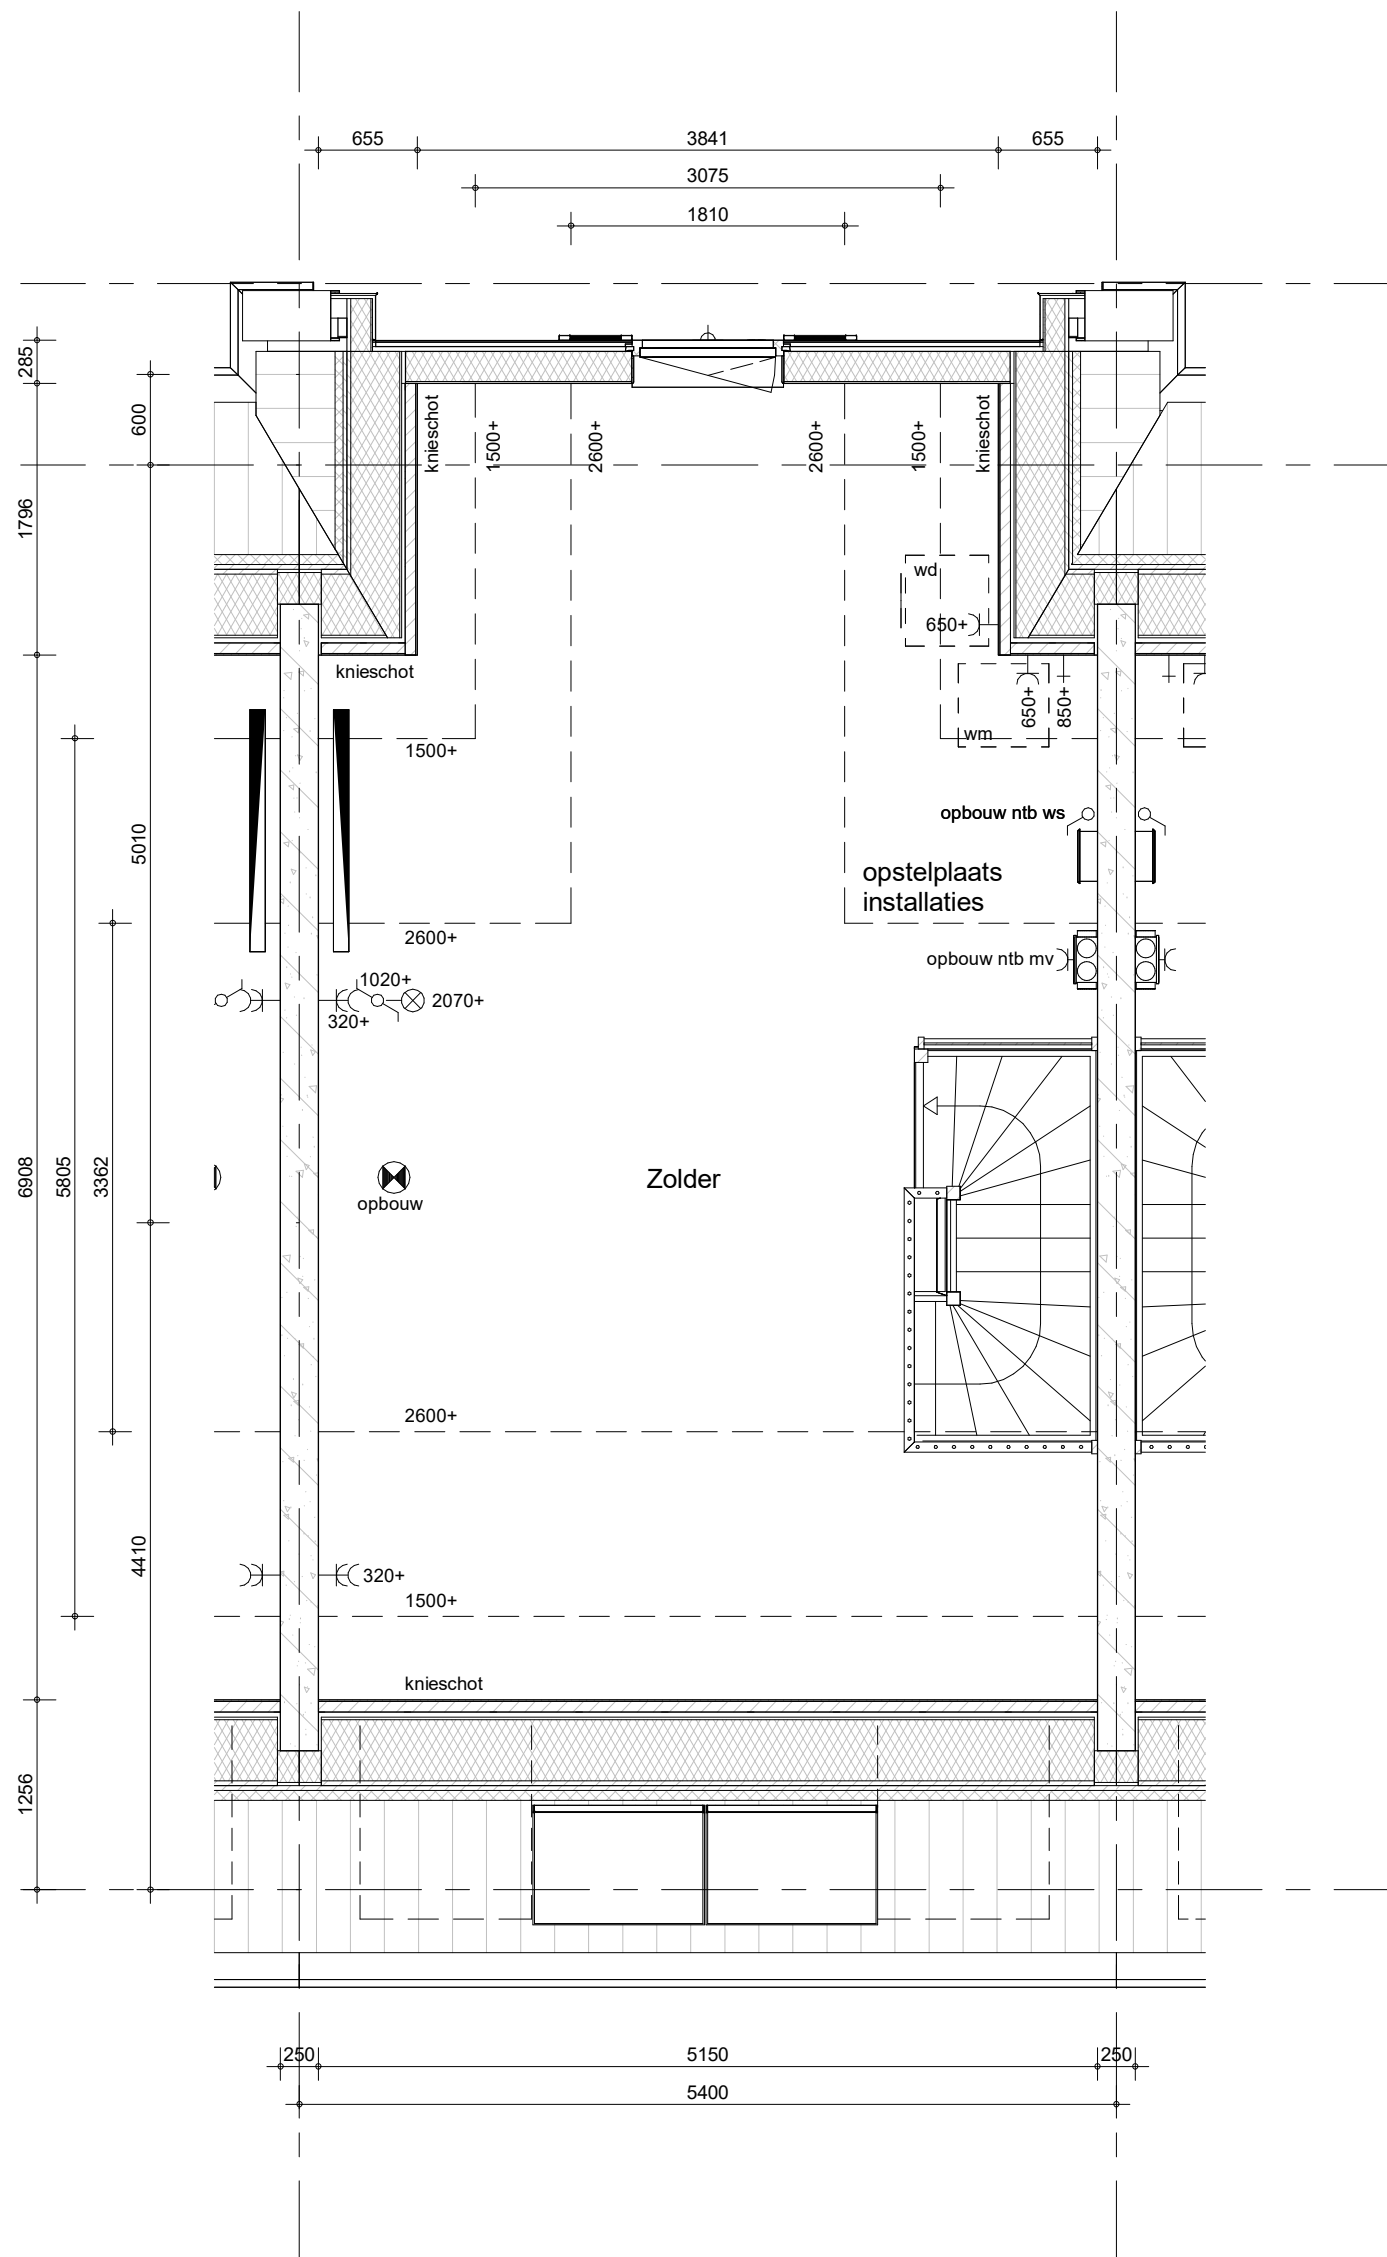 655
3841
655
3075
1810
285
600
1796
knieschot
1500+
2600+
2600+
1500+
knieschot
wd
650+
knieschot
650+
850+
wm
1500+
opbouw ntb ws
5010
opstelplaats
installaties
2600+
opbouw ntb mv
1020+
2070+
320+
6908
5805
3362
Zolder
opbouw
2600+
4410
320+
1500+
knieschot
1256
250
5150
250
5400